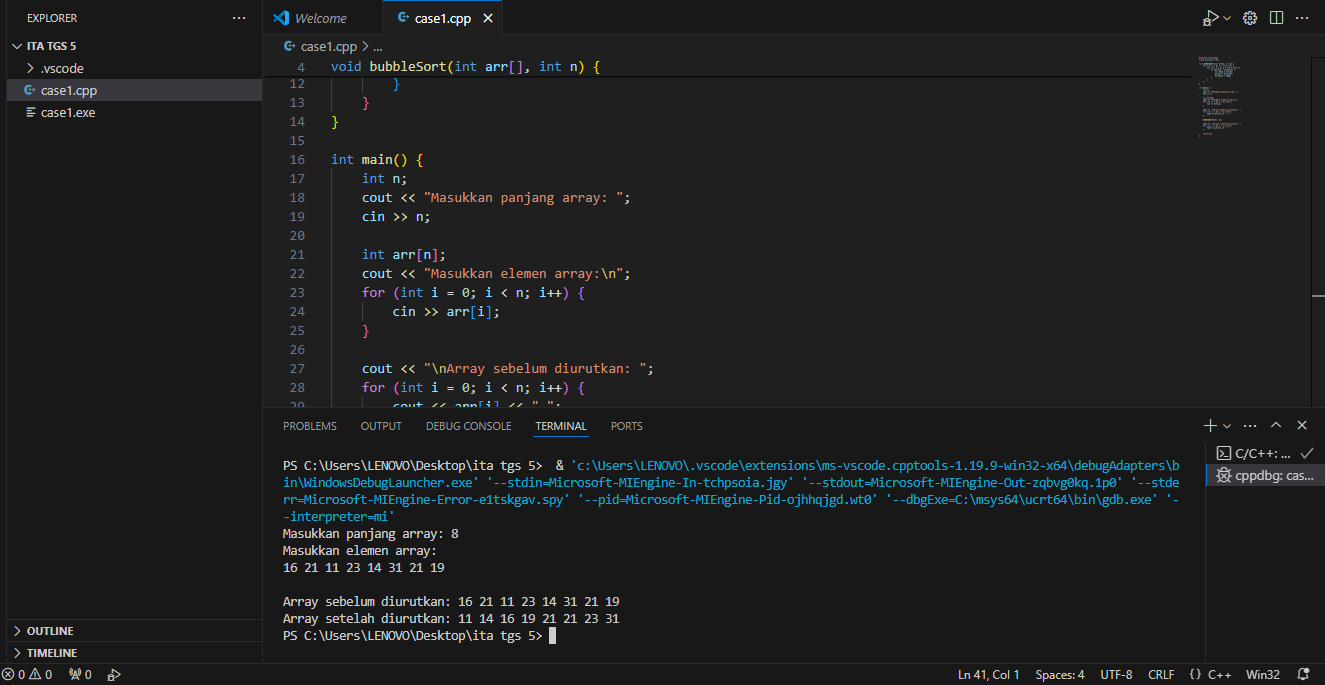 EXPLORER
ITA TGS 5
.vscode
case1.cpp
case1.exe
OUTLINE
TIMELINE
Welcome
case1.cpp
case1.cpp > ...
4 void bubbleSort(int arr[], int n) {
12 }
13 }
14 }
15
16 int main() {
17 int n;
18 cout << "Masukkan panjang array: ";
19 cin >> n;
20
21 int arr[n];
22 cout << "Masukkan elemen array:\n";
23 for (int i = 0; i < n; i++) {
24 cin >> arr[i];
25 }
26
27 cout << "\nArray sebelum diurutkan: ";
28 for (int i = 0; i < n; i++) {
29 cout << arr[i] << " ";
PROBLEMS OUTPUT DEBUG CONSOLE TERMINAL PORTS
PS C:\Users\LENOVO\Desktop\ita tgs 5>  & 'c:\Users\LENOVO\.vscode\extensions\ms-vscode.cpptools-1.19.9-win32-x64\debugAdapters\b
in\WindowsDebugLauncher.exe' '--stdin=Microsoft-MIEngine-In-tchpsoia.jgy' '--stdout=Microsoft-MIEngine-Out-zqbvg0kq.1p0' '--stde
rr=Microsoft-MIEngine-Error-e1tskgav.spy' '--pid=Microsoft-MIEngine-Pid-ojhhqjgd.wt0' '--dbgExe=C:\msys64\ucrt64\bin\gdb.exe' '-
-interpreter=mi'
Masukkan panjang array: 8
Masukkan elemen array:
16 21 11 23 14 31 21 19

Array sebelum diurutkan: 16 21 11 23 14 31 21 19
Array setelah diurutkan: 11 14 16 19 21 21 23 31
PS C:\Users\LENOVO\Desktop\ita tgs 5>
C/C++: ...
cppdbg: cas...
0 0 0
Ln 41, Col 1 Spaces: 4 UTF-8 CRLF {} C++ Win32